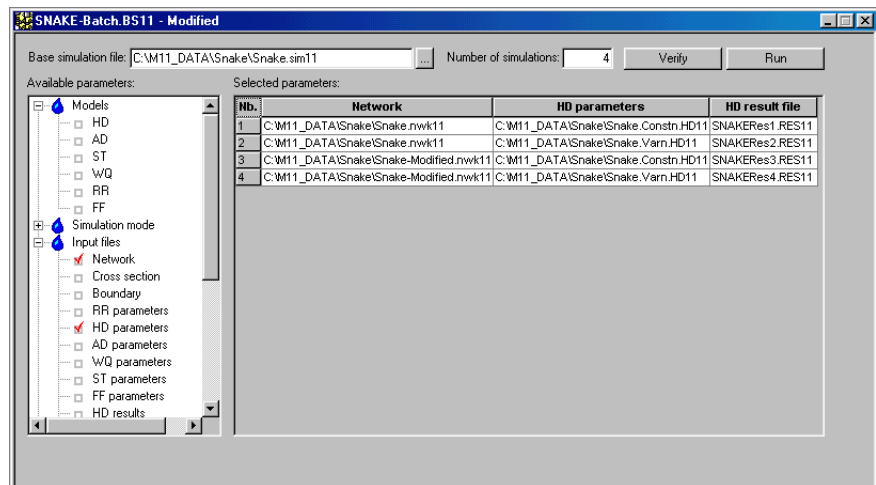 SNAKE-Batch.BS11 - Modified
Base simulation file: C:\M11_DATA\Snake\Snake.sim11 ... Number of simulations: 4 Verify Run
Available parameters: Selected parameters:
Models
HD
AD
ST
WQ
RR
FF
Simulation mode
Input files
Network
Cross section
Boundary
RR parameters
HD parameters
AD parameters
WQ parameters
ST parameters
FF parameters
HD results
Nb. Network HD parameters HD result file
1 C:\M11_DATA\Snake\Snake.nwk11 C:\M11_DATA\Snake\Snake.Constn.HD11 SNAKERes1.RES11
2 C:\M11_DATA\Snake\Snake.nwk11 C:\M11_DATA\Snake\Snake.Varn.HD11 SNAKERes2.RES11
3 C:\M11_DATA\Snake\Snake-Modified.nwk11 C:\M11_DATA\Snake\Snake.Constn.HD11 SNAKERes3.RES11
4 C:\M11_DATA\Snake\Snake-Modified.nwk11 C:\M11_DATA\Snake\Snake.Varn.HD11 SNAKERes4.RES11